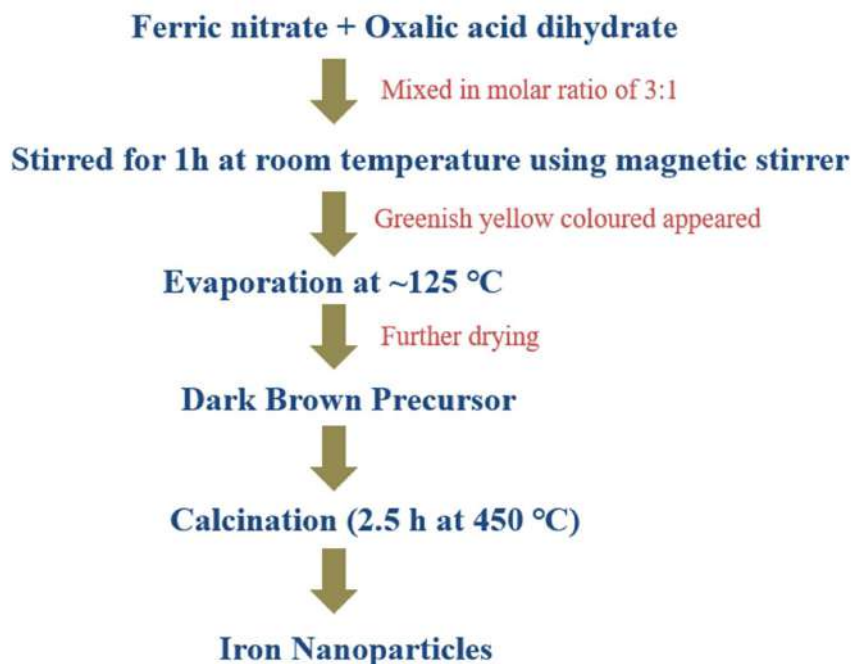 Ferric nitrate + Oxalic acid dihydrate
Mixed in molar ratio of 3:1
Stirred for 1h at room temperature using magnetic stirrer
Greenish yellow coloured appeared
Evaporation at ~125 °C
Further drying
Dark Brown Precursor
Calcination (2.5 h at 450 °C)
Iron Nanoparticles